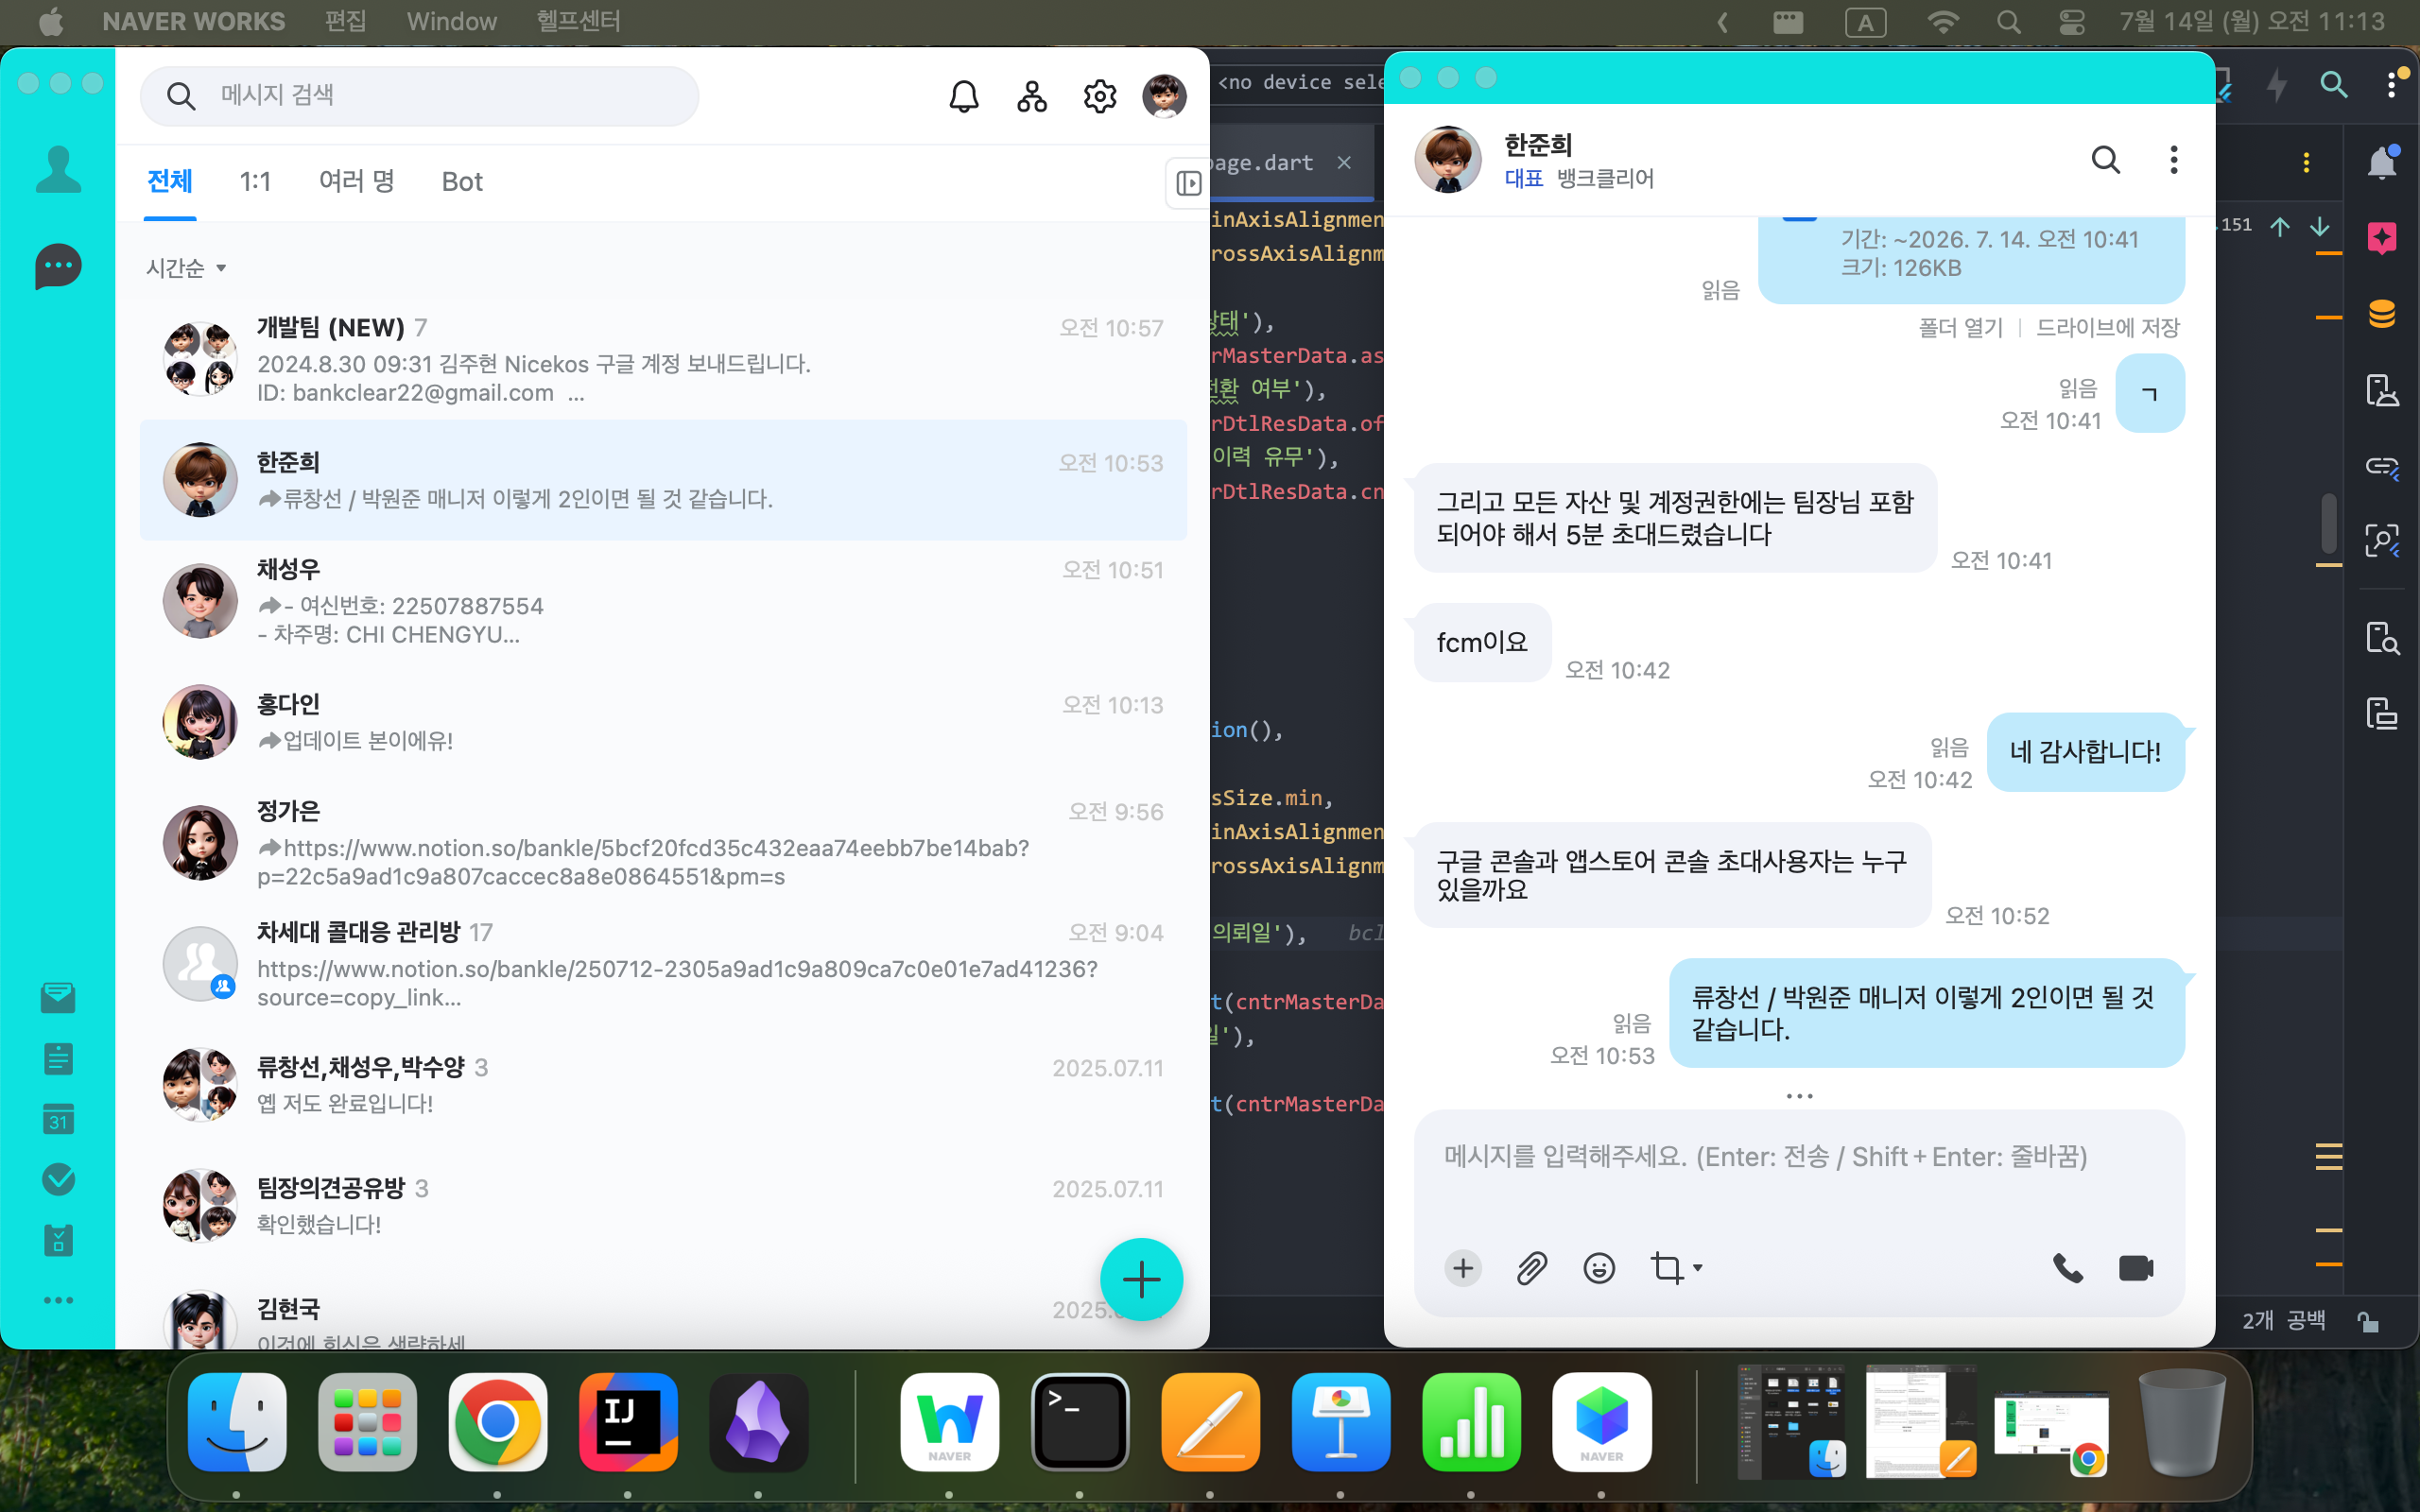 NAVER WORKS 편집 Window 헬프센터
A 7월 14일 (월) 오전 11:13
메시지 검색
전체 1:1 여러 명 Bot
시간순
개발팀 (NEW) 7 오전 10:57
2024.8.30 09:31 김주현 Nicekos 구글 계정 보내드립니다.
ID: bankclear22@gmail.com ...
한준희 오전 10:53
류창선 / 박원준 매니저 이렇게 2인이면 될 것 같습니다.
채성우 오전 10:51
- 여신번호: 22507887554
- 차주명: CHI CHENGYU...
홍다인 오전 10:13
업데이트 본이에유!
정가은 오전 9:56
https://www.notion.so/bankle/5bcf20fcd35c432eaa74eebb7be14bab?
p=22c5a9ad1c9a807caccec8a8e0864551&pm=s
차세대 콜대응 관리방 17 오전 9:04
https://www.notion.so/bankle/250712-2305a9ad1c9a809ca7c0e01e7ad41236?
source=copy_link...
류창선,채성우,박수양 3 2025.07.11
옙 저도 완료입니다!
팀장의견공유방 3 2025.07.11
확인했습니다!
김현국
이것에 회신은 생략하세
31
<no device sele
page.dart
inAxisAlignmen
rossAxisAlignm
상태'),
rMasterData.as
전환 여부'),
rDtlResData.of
이력 유무'),
rDtlResData.cn
ion(),
sSize.min,
inAxisAlignmen
rossAxisAlignm
의뢰일'), bcl
t(cntrMasterDa
일'),
t(cntrMasterDa
151
2개 공백
한준희
대표 뱅크클리어
기간: ~2026. 7. 14. 오전 10:41
크기: 126KB
읽음
폴더 열기 | 드라이브에 저장
ㄱ
읽음
오전 10:41
그리고 모든 자산 및 계정권한에는 팀장님 포함
되어야 해서 5분 초대드렸습니다
오전 10:41
fcm이요
오전 10:42
네 감사합니다!
읽음
오전 10:42
구글 콘솔과 앱스토어 콘솔 초대사용자는 누구
있을까요
오전 10:52
류창선 / 박원준 매니저 이렇게 2인이면 될 것
같습니다.
읽음
오전 10:53
메시지를 입력해주세요. (Enter: 전송 / Shift+Enter: 줄바꿈)
IJ
NAVER
>_
NAVER